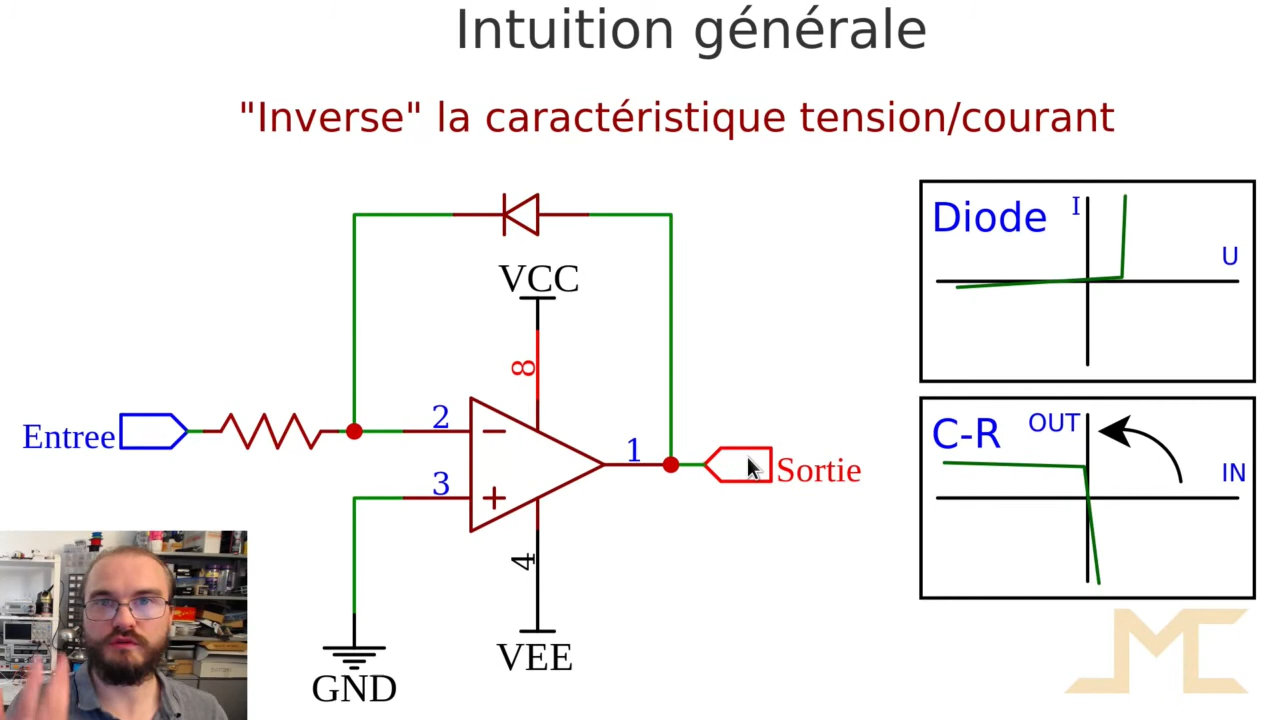 Intuition générale
"Inverse" la caractéristique tension/courant
Diode
I
U
VCC
8
Entree
2
1
3
Sortie
4
C-R
OUT
IN
GND
VEE